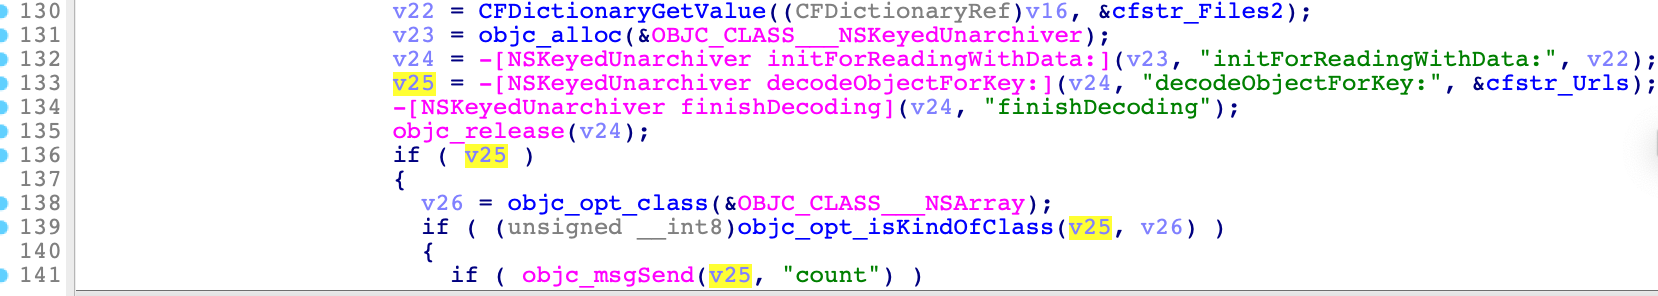 130 v22 = CFDictionaryGetValue((CFDictionaryRef)v16, &cfstr_Files2);
131 v23 = objc_alloc(&OBJC_CLASS___NSKeyedUnarchiver);
132 v24 = -[NSKeyedUnarchiver initForReadingWithData:](v23, "initForReadingWithData:", v22);
133 v25 = -[NSKeyedUnarchiver decodeObjectForKey:](v24, "decodeObjectForKey:", &cfstr_Urls);
134 -[NSKeyedUnarchiver finishDecoding](v24, "finishDecoding");
135 objc_release(v24);
136 if ( v25 )
137 {
138 v26 = objc_opt_class(&OBJC_CLASS___NSArray);
139 if ( (unsigned __int8)objc_opt_isKindOfClass(v25, v26) )
140 {
141 if ( objc_msgSend(v25, "count") )